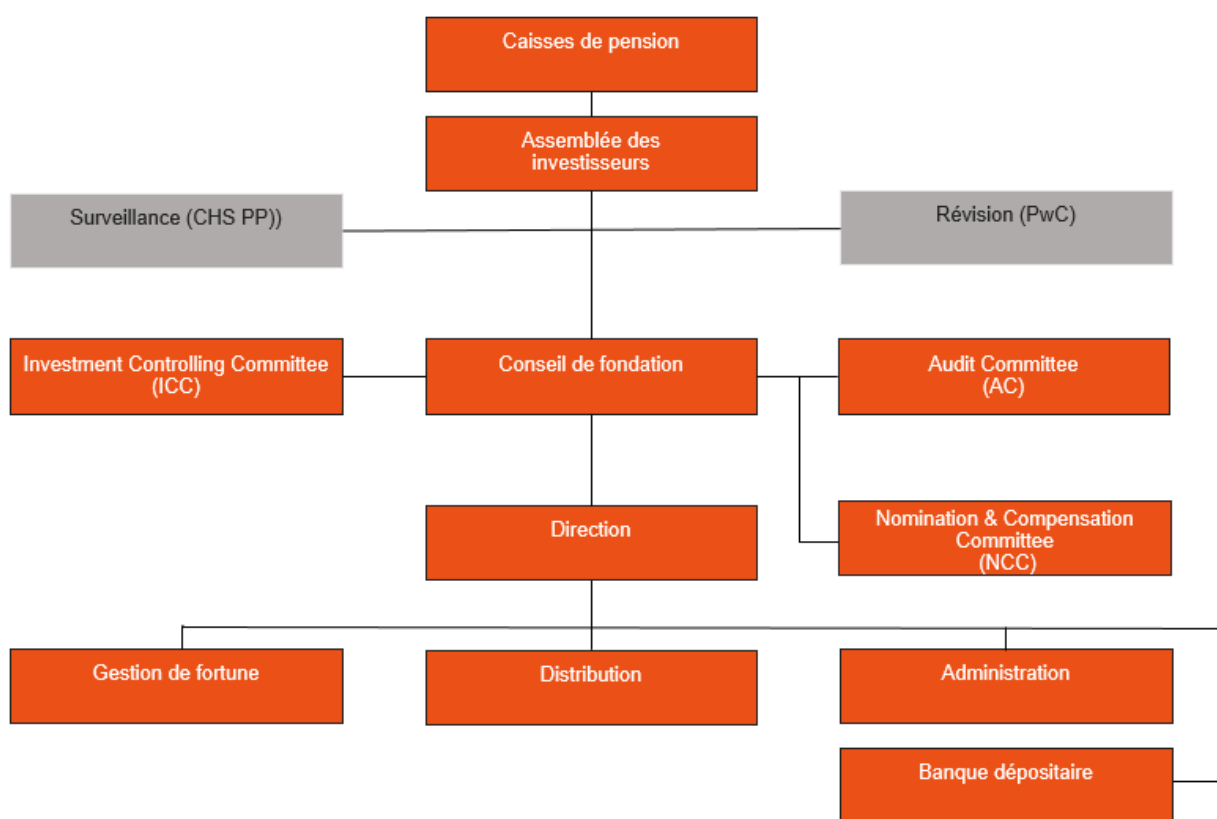 Caisses de pension
Assemblée des
investisseurs
Surveillance (CHS PP))
Révision (PwC)
Investment Controlling Committee
(ICC)
Conseil de fondation
Audit Committee
(AC)
Direction
Nomination & Compensation
Committee
(NCC)
Gestion de fortune
Distribution
Administration
Banque dépositaire